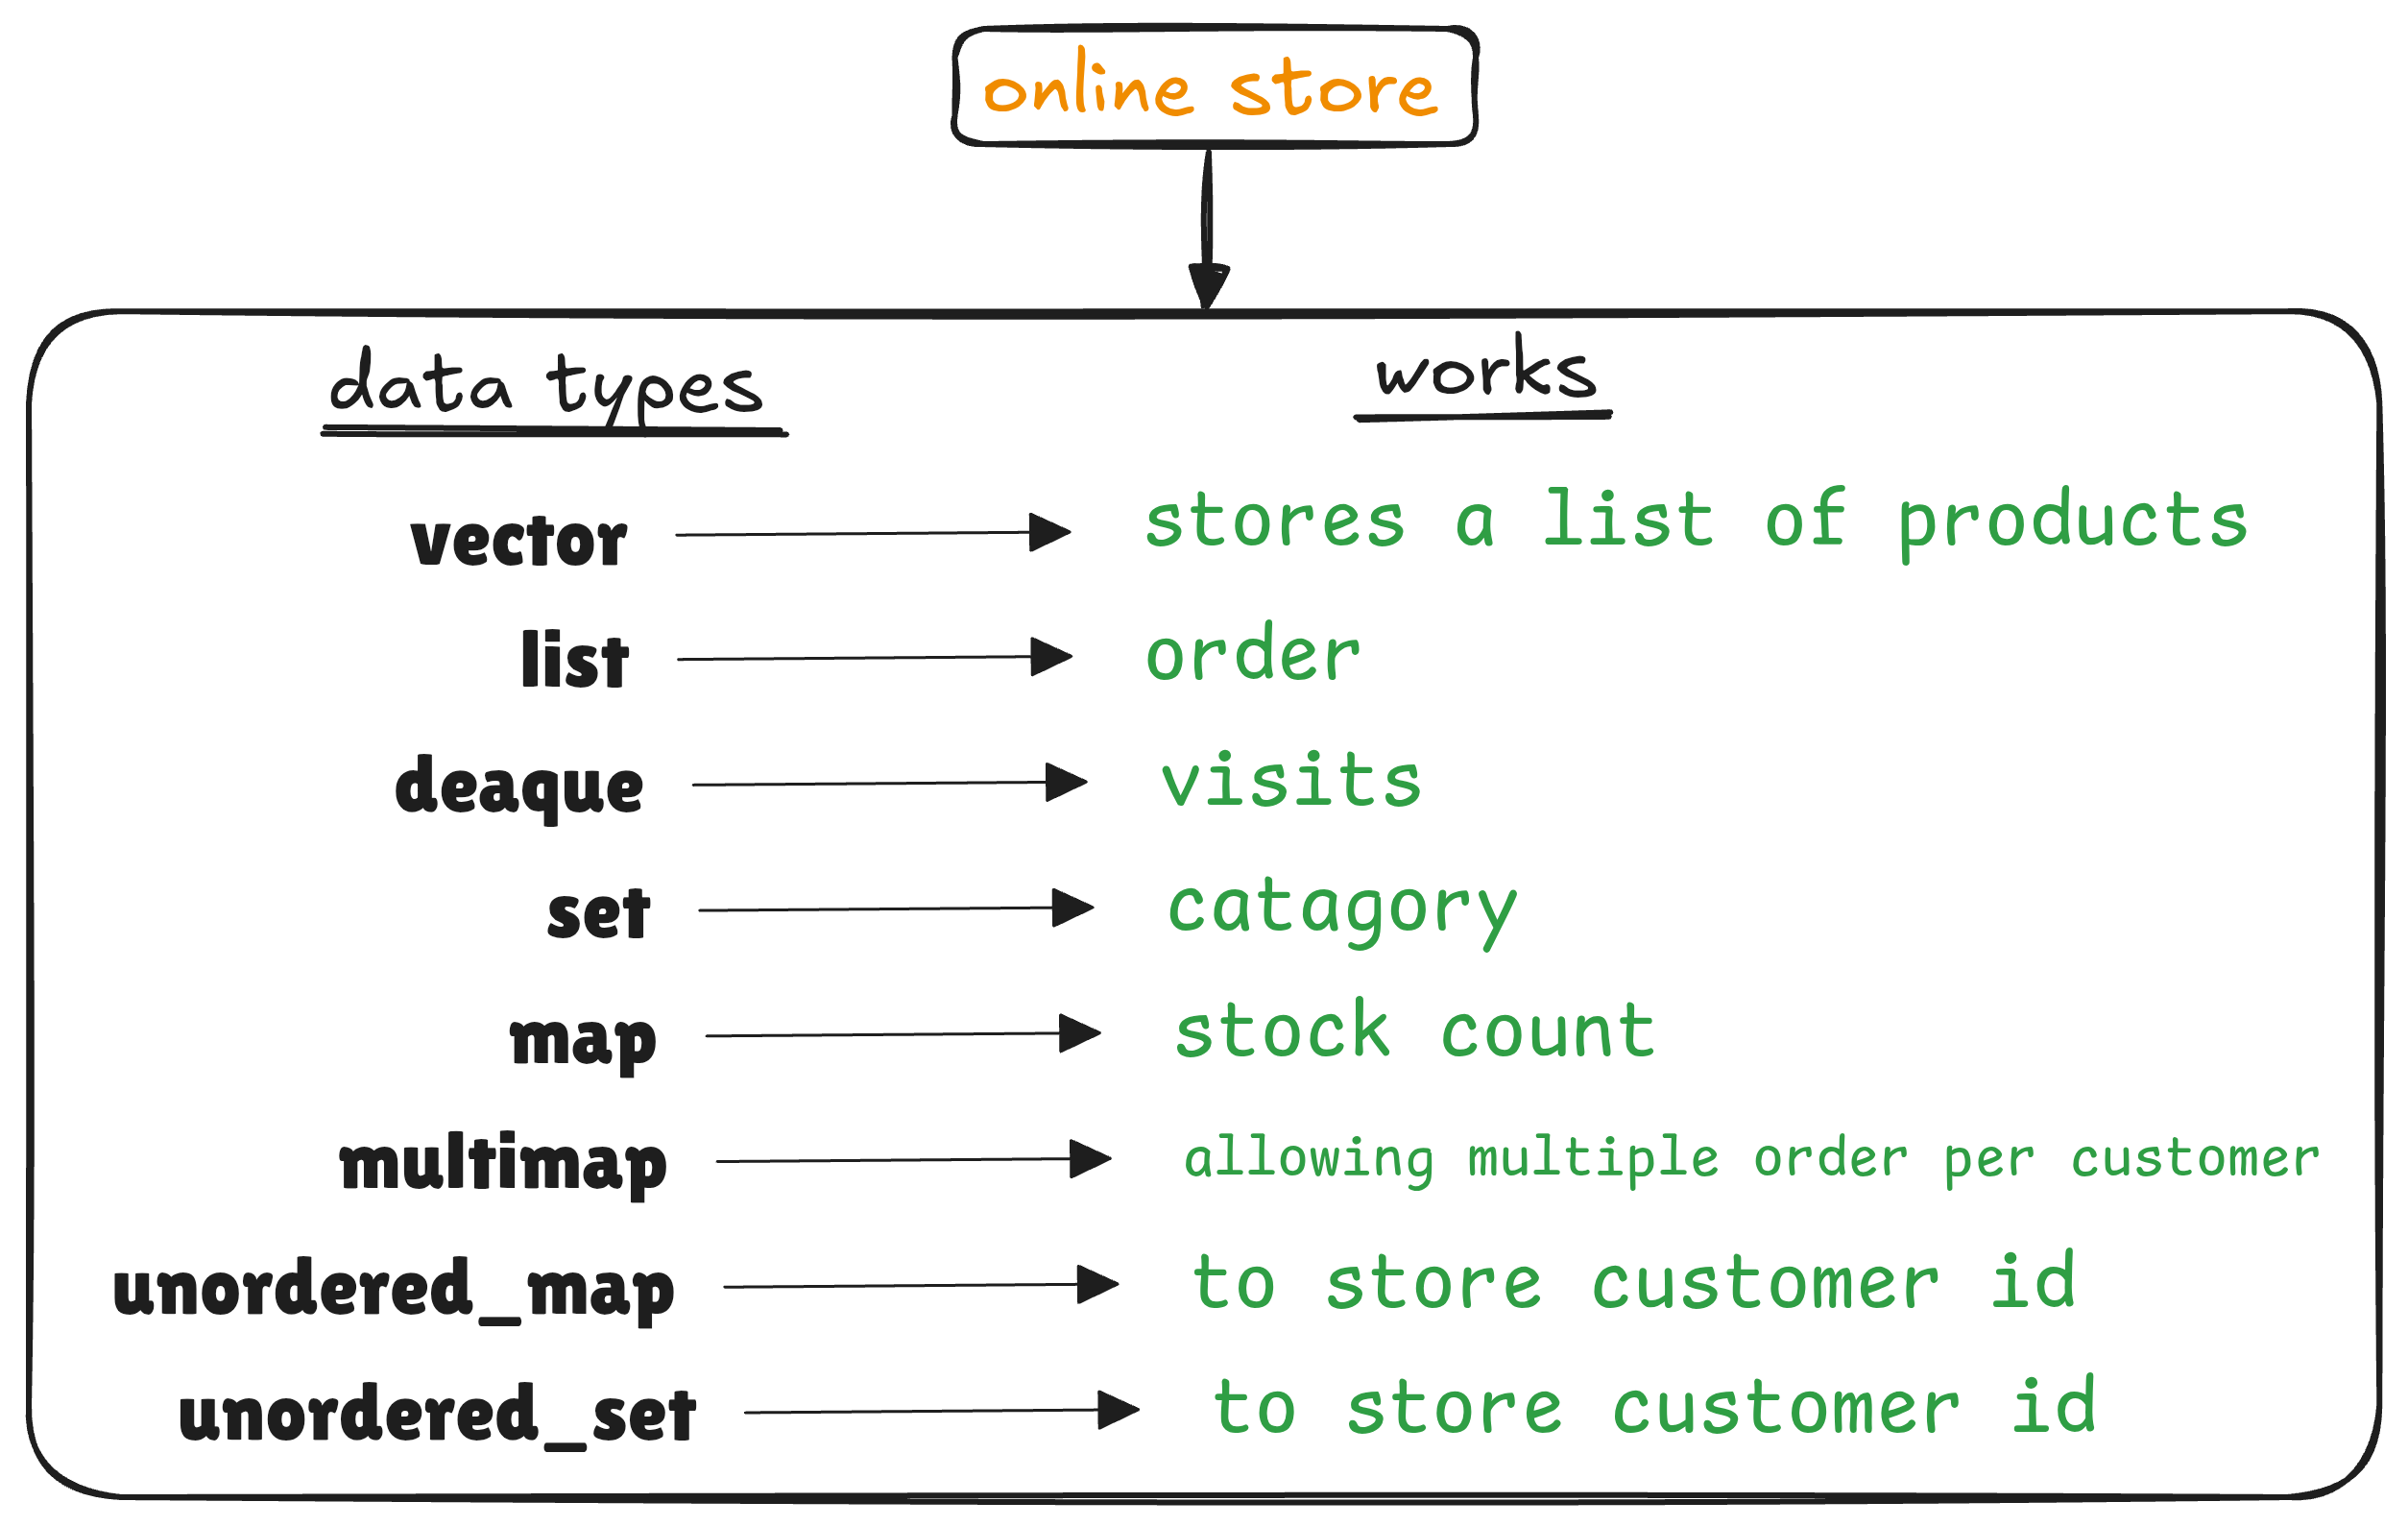 online store
data types works
vector stores a list of products
list order
deaque visits
set catagory
map stock count
multimap allowing multiple order per customer
unordered_map to store customer id
unordered_set to store customer id